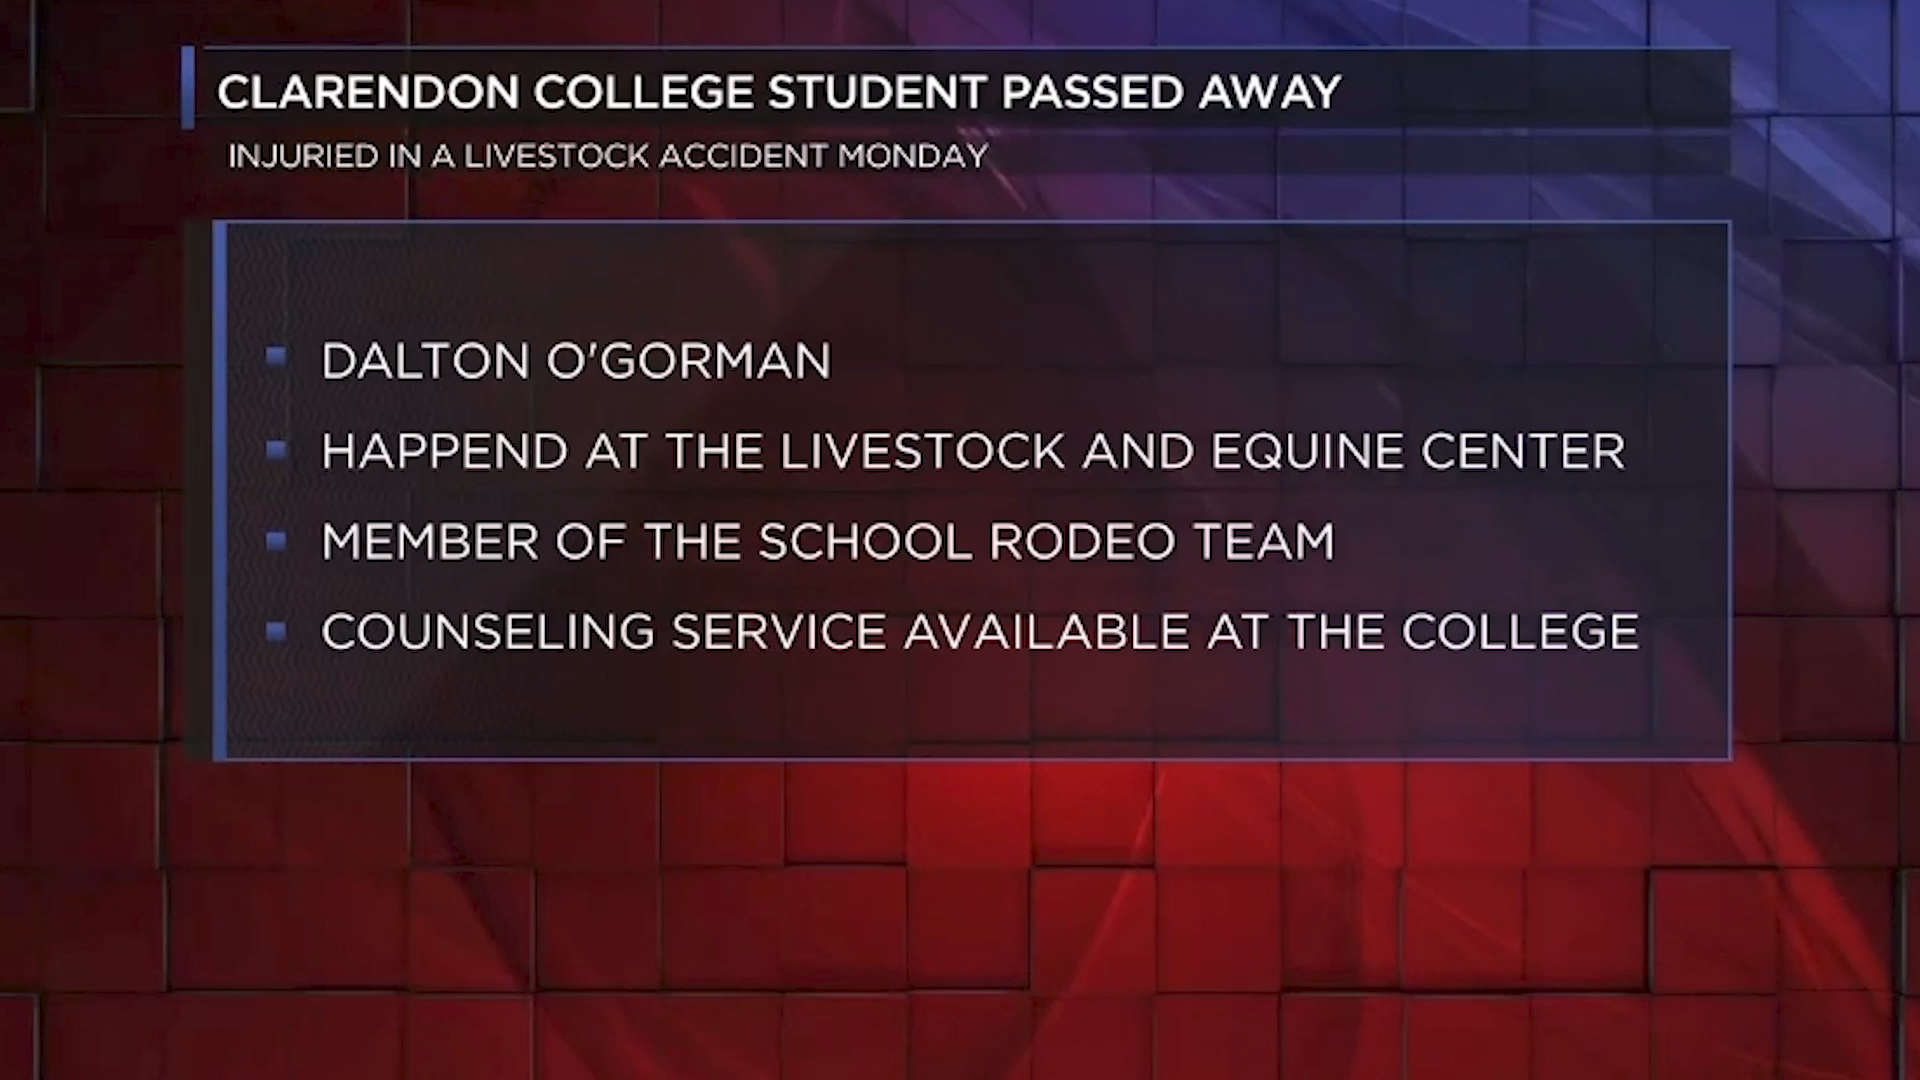 CLARENDON COLLEGE STUDENT PASSED AWAY
INJURIED IN A LIVESTOCK ACCIDENT MONDAY
DALTON O'GORMAN
HAPPEND AT THE LIVESTOCK AND EQUINE CENTER
MEMBER OF THE SCHOOL RODEO TEAM
COUNSELING SERVICE AVAILABLE AT THE COLLEGE